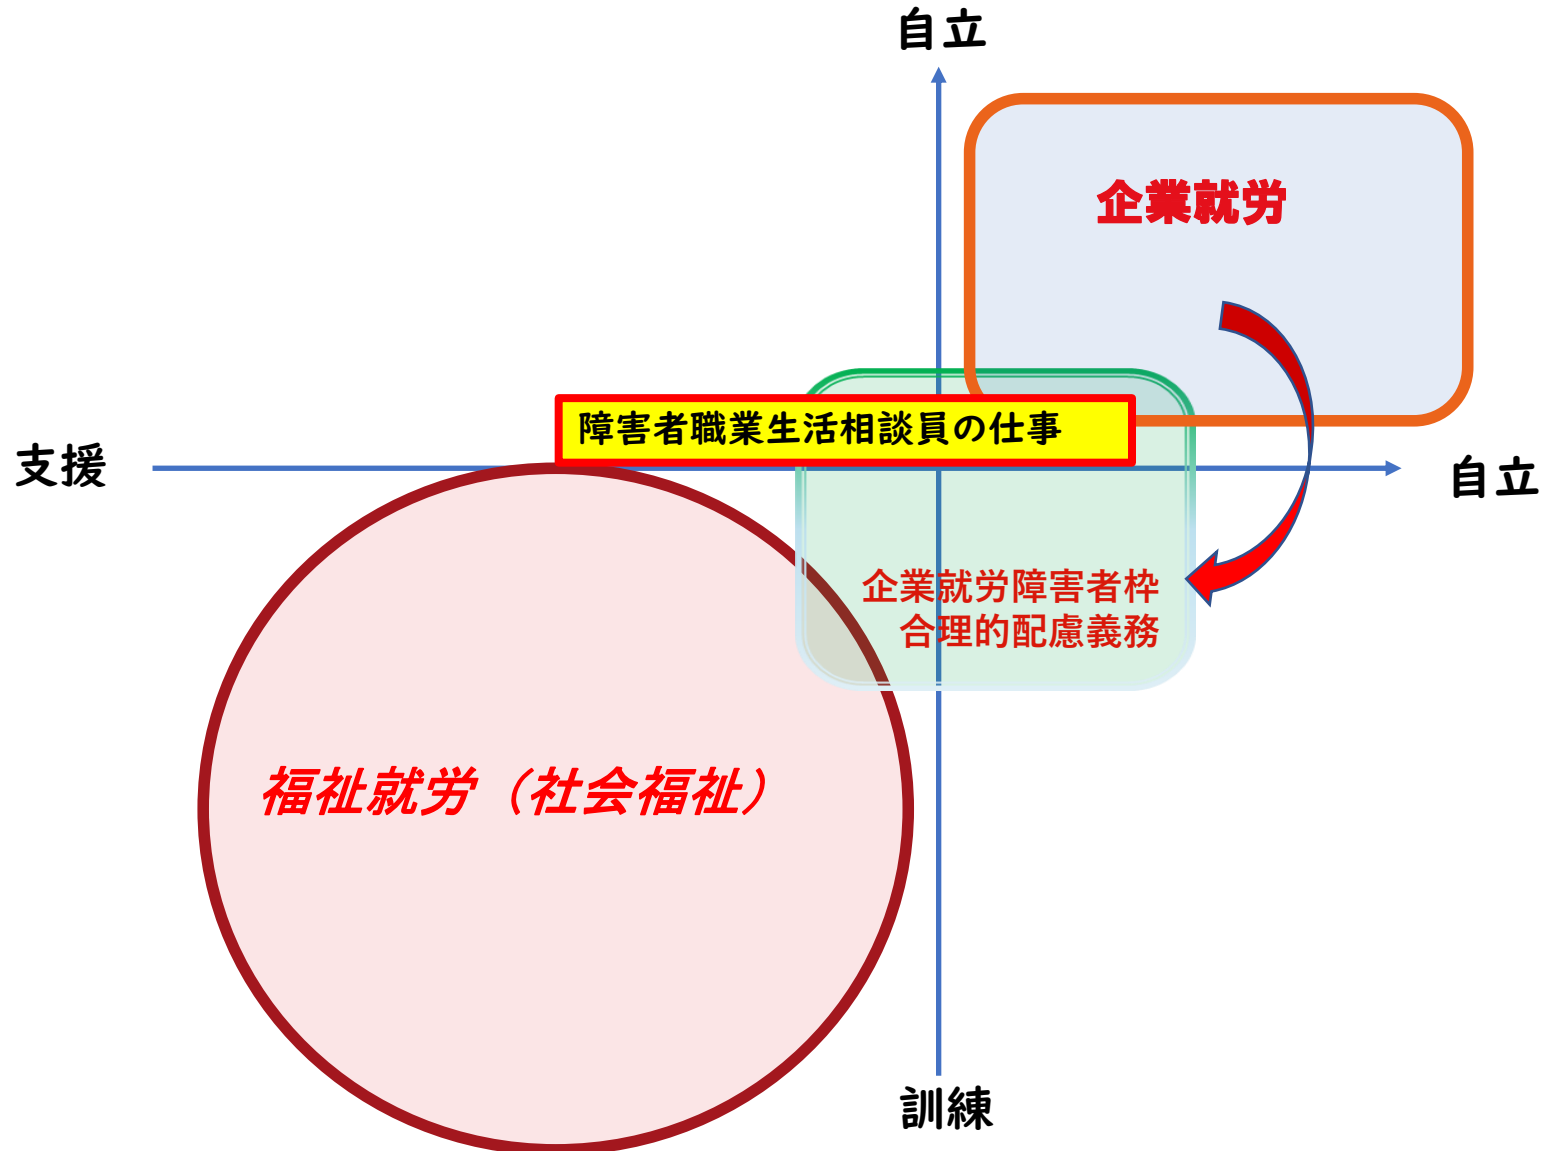 自立
企業就労
障害者職業生活相談員の仕事
支援
自立
企業就労障害者枠
合理的配慮義務
福祉就労（社会福祉）
訓練